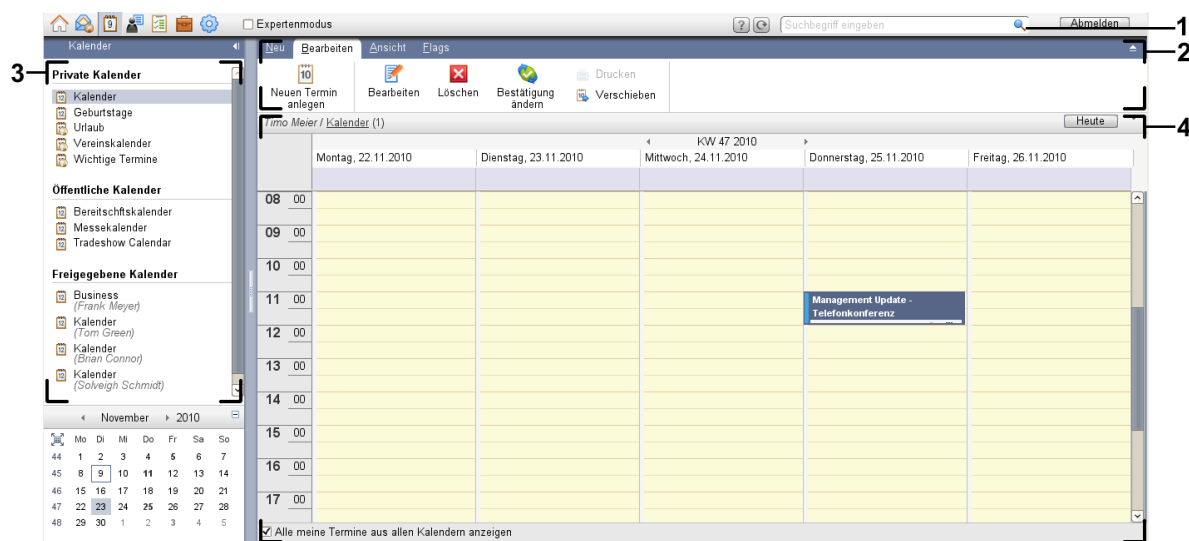 Expertenmodus
Suchbegriff eingeben
Abmelden
1
Kalender
Neu Bearbeiten Ansicht Flags
2
3
Private Kalender
Kalender
Geburtstage
Urlaub
Vereinskalender
Wichtige Termine
Öffentliche Kalender
Bereitschftskalender
Messekalender
Tradeshow Calendar
Freigegebene Kalender
Business
(Frank Meyer)
Kalender
(Tom Green)
Kalender
(Brian Connor)
Kalender
(Solveigh Schmidt)
November 2010
Mo Di Mi Do Fr Sa So
44 1 2 3 4 5 6 7
45 8 9 10 11 12 13 14
46 15 16 17 18 19 20 21
47 22 23 24 25 26 27 28
48 29 30 1 2 3 4 5
Neuen Termin
anlegen
Bearbeiten
Löschen
Bestätigung
ändern
Drucken
Verschieben
Timo Meier / Kalender (1)
Heute
4
KW 47 2010
Montag, 22.11.2010 Dienstag, 23.11.2010 Mittwoch, 24.11.2010 Donnerstag, 25.11.2010 Freitag, 26.11.2010
08 00
09 00
10 00
11 00
Management Update -
Telefonkonferenz
12 00
13 00
14 00
15 00
16 00
17 00
Alle meine Termine aus allen Kalendern anzeigen